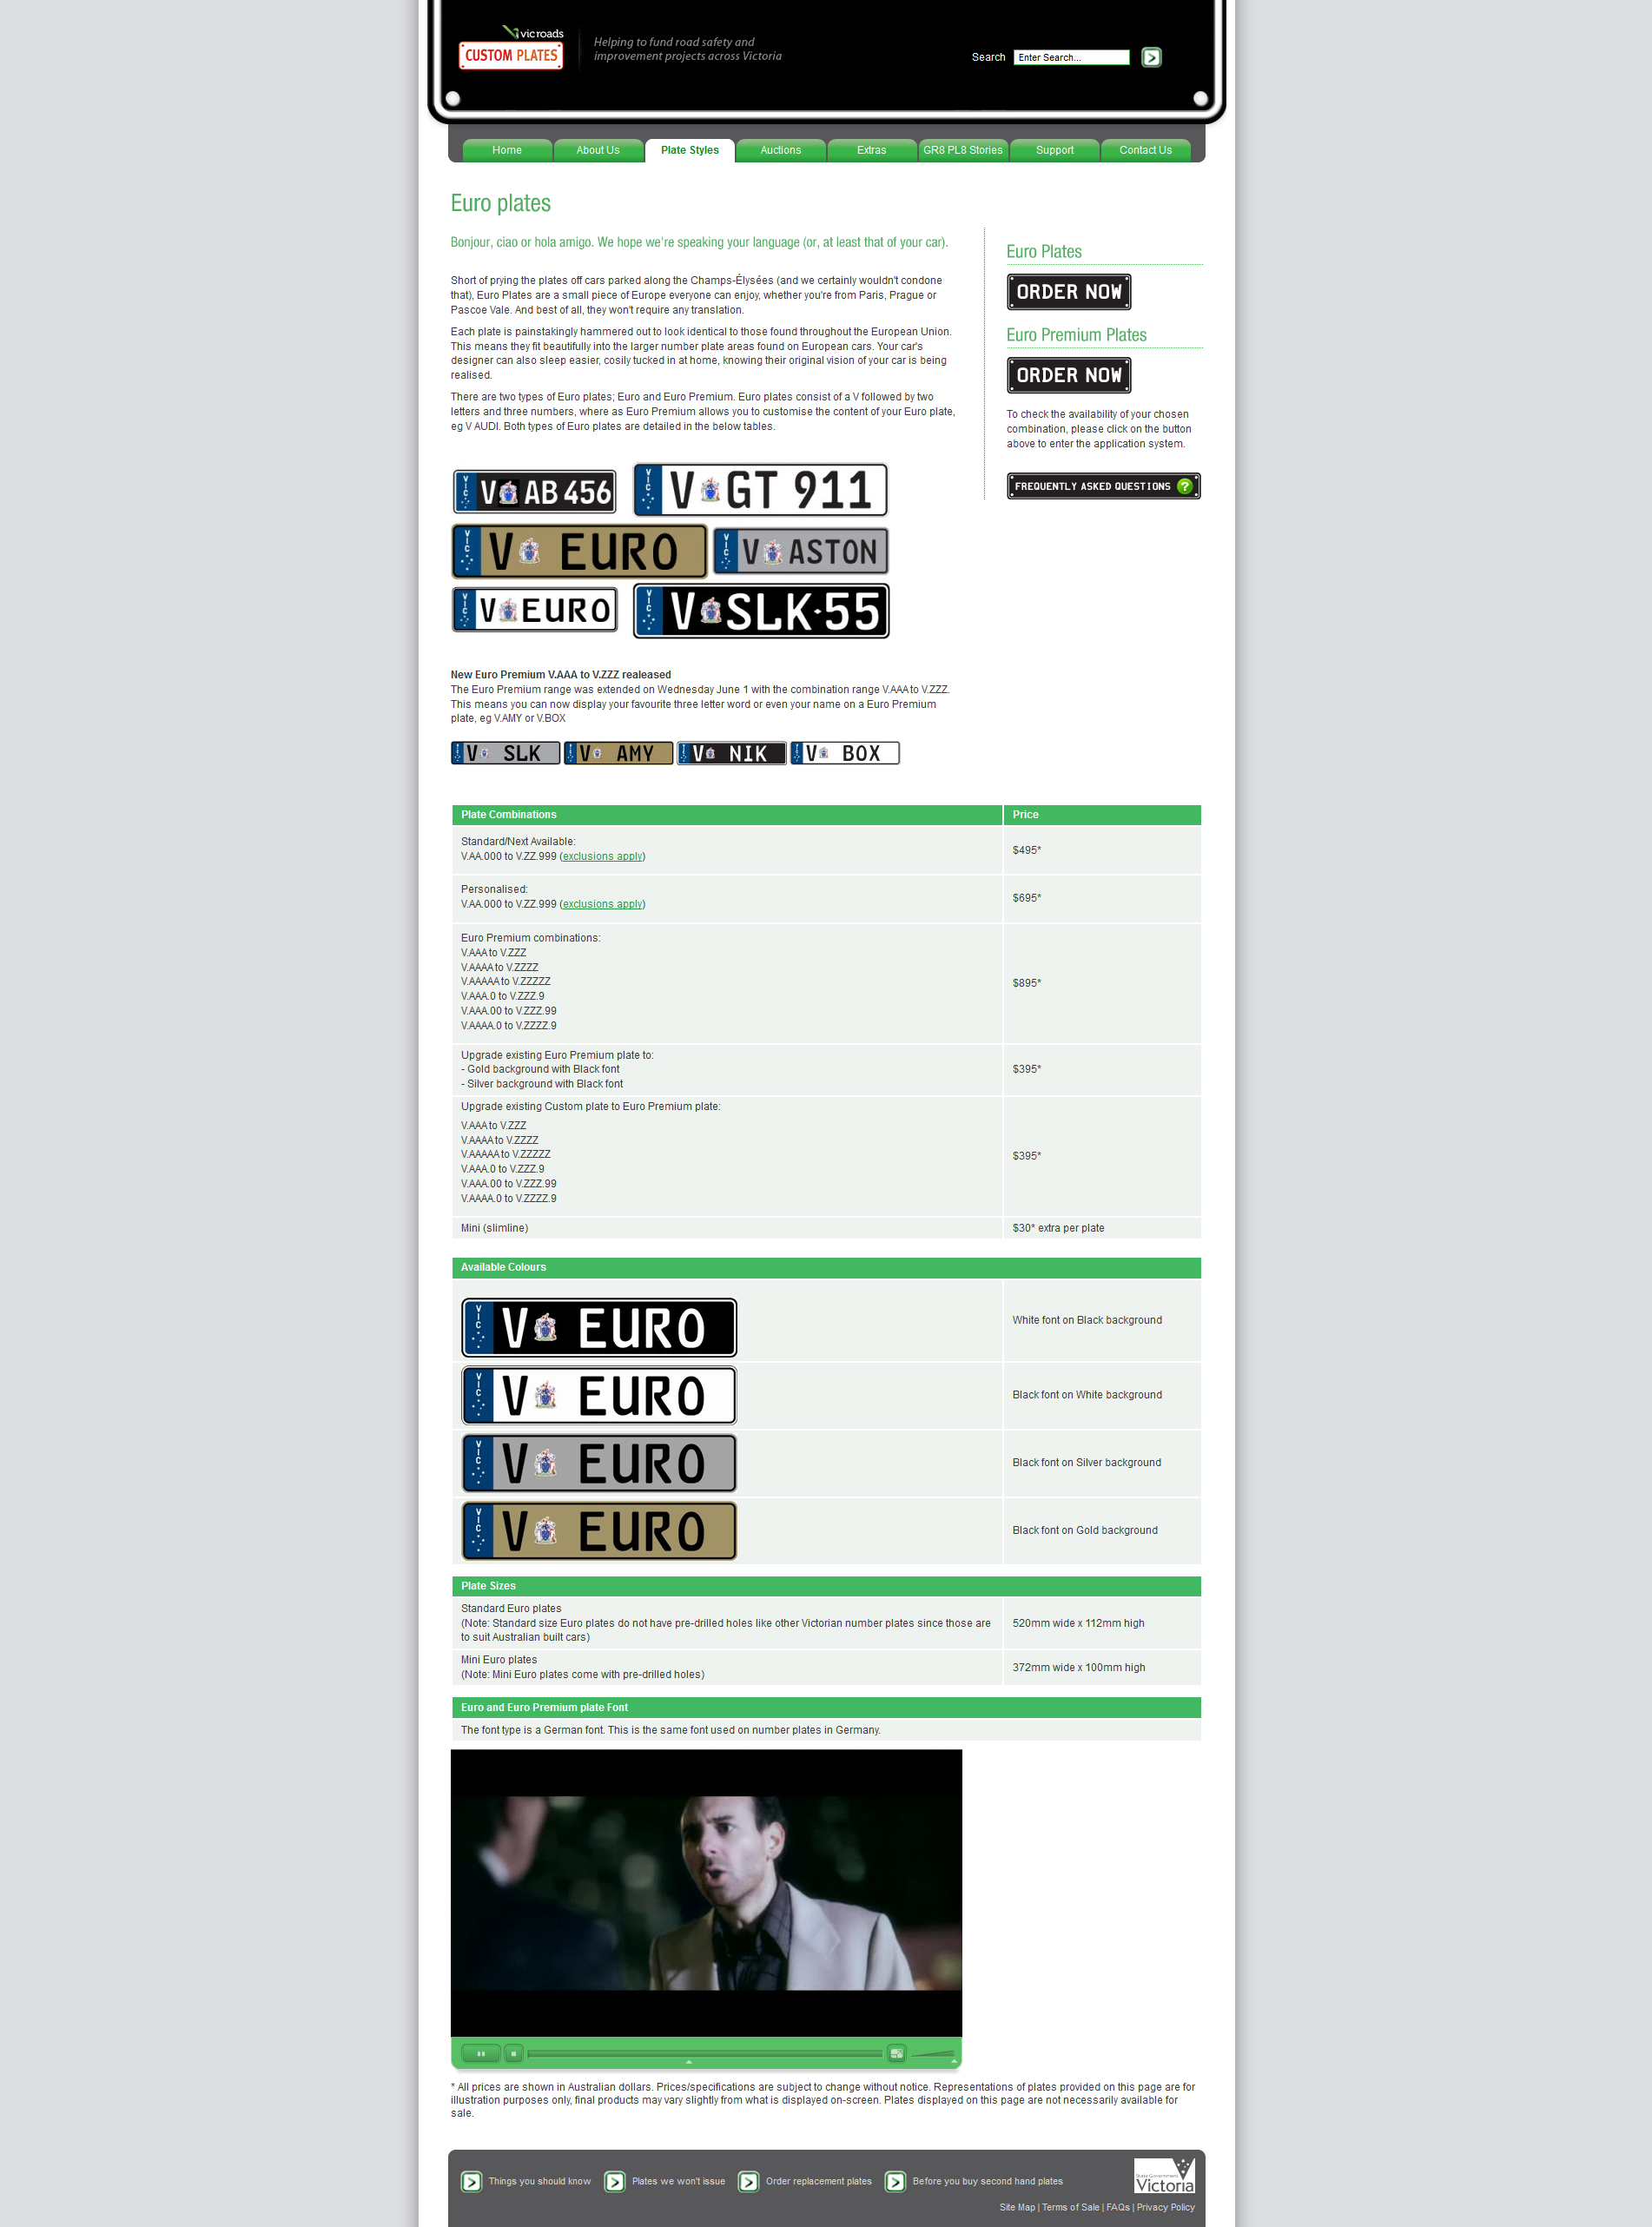 vicroads
CUSTOM PLATES
Helping to fund road safety and
improvement projects across Victoria
Search
Enter Search...
Home
About Us
Plate Styles
Auctions
Extras
GR8 PL8 Stories
Support
Contact Us
Euro plates
Bonjour, ciao or hola amigo. We hope we're speaking your language (or, at least that of your car).
Short of prying the plates off cars parked along the Champs-Élysées (and we certainly wouldn't condone
that), Euro Plates are a small piece of Europe everyone can enjoy, whether you're from Paris, Prague or
Pascoe Vale. And best of all, they won't require any translation.
Each plate is painstakingly hammered out to look identical to those found throughout the European Union.
This means they fit beautifully into the larger number plate areas found on European cars. Your car's
designer can also sleep easier, cosily tucked in at home, knowing their original vision of your car is being
realised.
There are two types of Euro plates; Euro and Euro Premium. Euro plates consist of a V followed by two
letters and three numbers, where as Euro Premium allows you to customise the content of your Euro plate,
eg V AUDI. Both types of Euro plates are detailed in the below tables.
Euro Plates
ORDER NOW
Euro Premium Plates
ORDER NOW
To check the availability of your chosen
combination, please click on the button
above to enter the application system.
FREQUENTLY ASKED QUESTIONS ?
VIC V AB 456
VIC V GT 911
VIC V EURO
VIC V ASTON
VIC V EURO
VIC V SLK-55
New Euro Premium V.AAA to V.ZZZ realeased
The Euro Premium range was extended on Wednesday June 1 with the combination range V.AAA to V.ZZZ.
This means you can now display your favourite three letter word or even your name on a Euro Premium
plate, eg V.AMY or V.BOX
V SLK
V AMY
V NIK
V BOX
Plate Combinations
Price
Standard/Next Available:
V.AA.000 to V.ZZ.999 (exclusions apply)
$495*
Personalised:
V.AA.000 to V.ZZ.999 (exclusions apply)
$695*
Euro Premium combinations:
V.AAA to V.ZZZ
V.AAAA to V.ZZZZ
V.AAAAA to V.ZZZZZ
V.AAA.0 to V.ZZZ.9
V.AAA.00 to V.ZZZ.99
V.AAAA.0 to V.ZZZZ.9
$895*
Upgrade existing Euro Premium plate to:
- Gold background with Black font
- Silver background with Black font
$395*
Upgrade existing Custom plate to Euro Premium plate:
V.AAA to V.ZZZ
V.AAAA to V.ZZZZ
V.AAAAA to V.ZZZZZ
V.AAA.0 to V.ZZZ.9
V.AAA.00 to V.ZZZ.99
V.AAAA.0 to V.ZZZZ.9
$395*
Mini (slimline)
$30* extra per plate
Available Colours
VIC V EURO
White font on Black background
VIC V EURO
Black font on White background
VIC V EURO
Black font on Silver background
VIC V EURO
Black font on Gold background
Plate Sizes
Standard Euro plates
(Note: Standard size Euro plates do not have pre-drilled holes like other Victorian number plates since those are
to suit Australian built cars)
520mm wide x 112mm high
Mini Euro plates
(Note: Mini Euro plates come with pre-drilled holes)
372mm wide x 100mm high
Euro and Euro Premium plate Font
The font type is a German font. This is the same font used on number plates in Germany.
* All prices are shown in Australian dollars. Prices/specifications are subject to change without notice. Representations of plates provided on this page are for
illustration purposes only, final products may vary slightly from what is displayed on-screen. Plates displayed on this page are not necessarily available for
sale.
Things you should know
Plates we won't issue
Order replacement plates
Before you buy second hand plates
State Government
Victoria
Site Map | Terms of Sale | FAQs | Privacy Policy